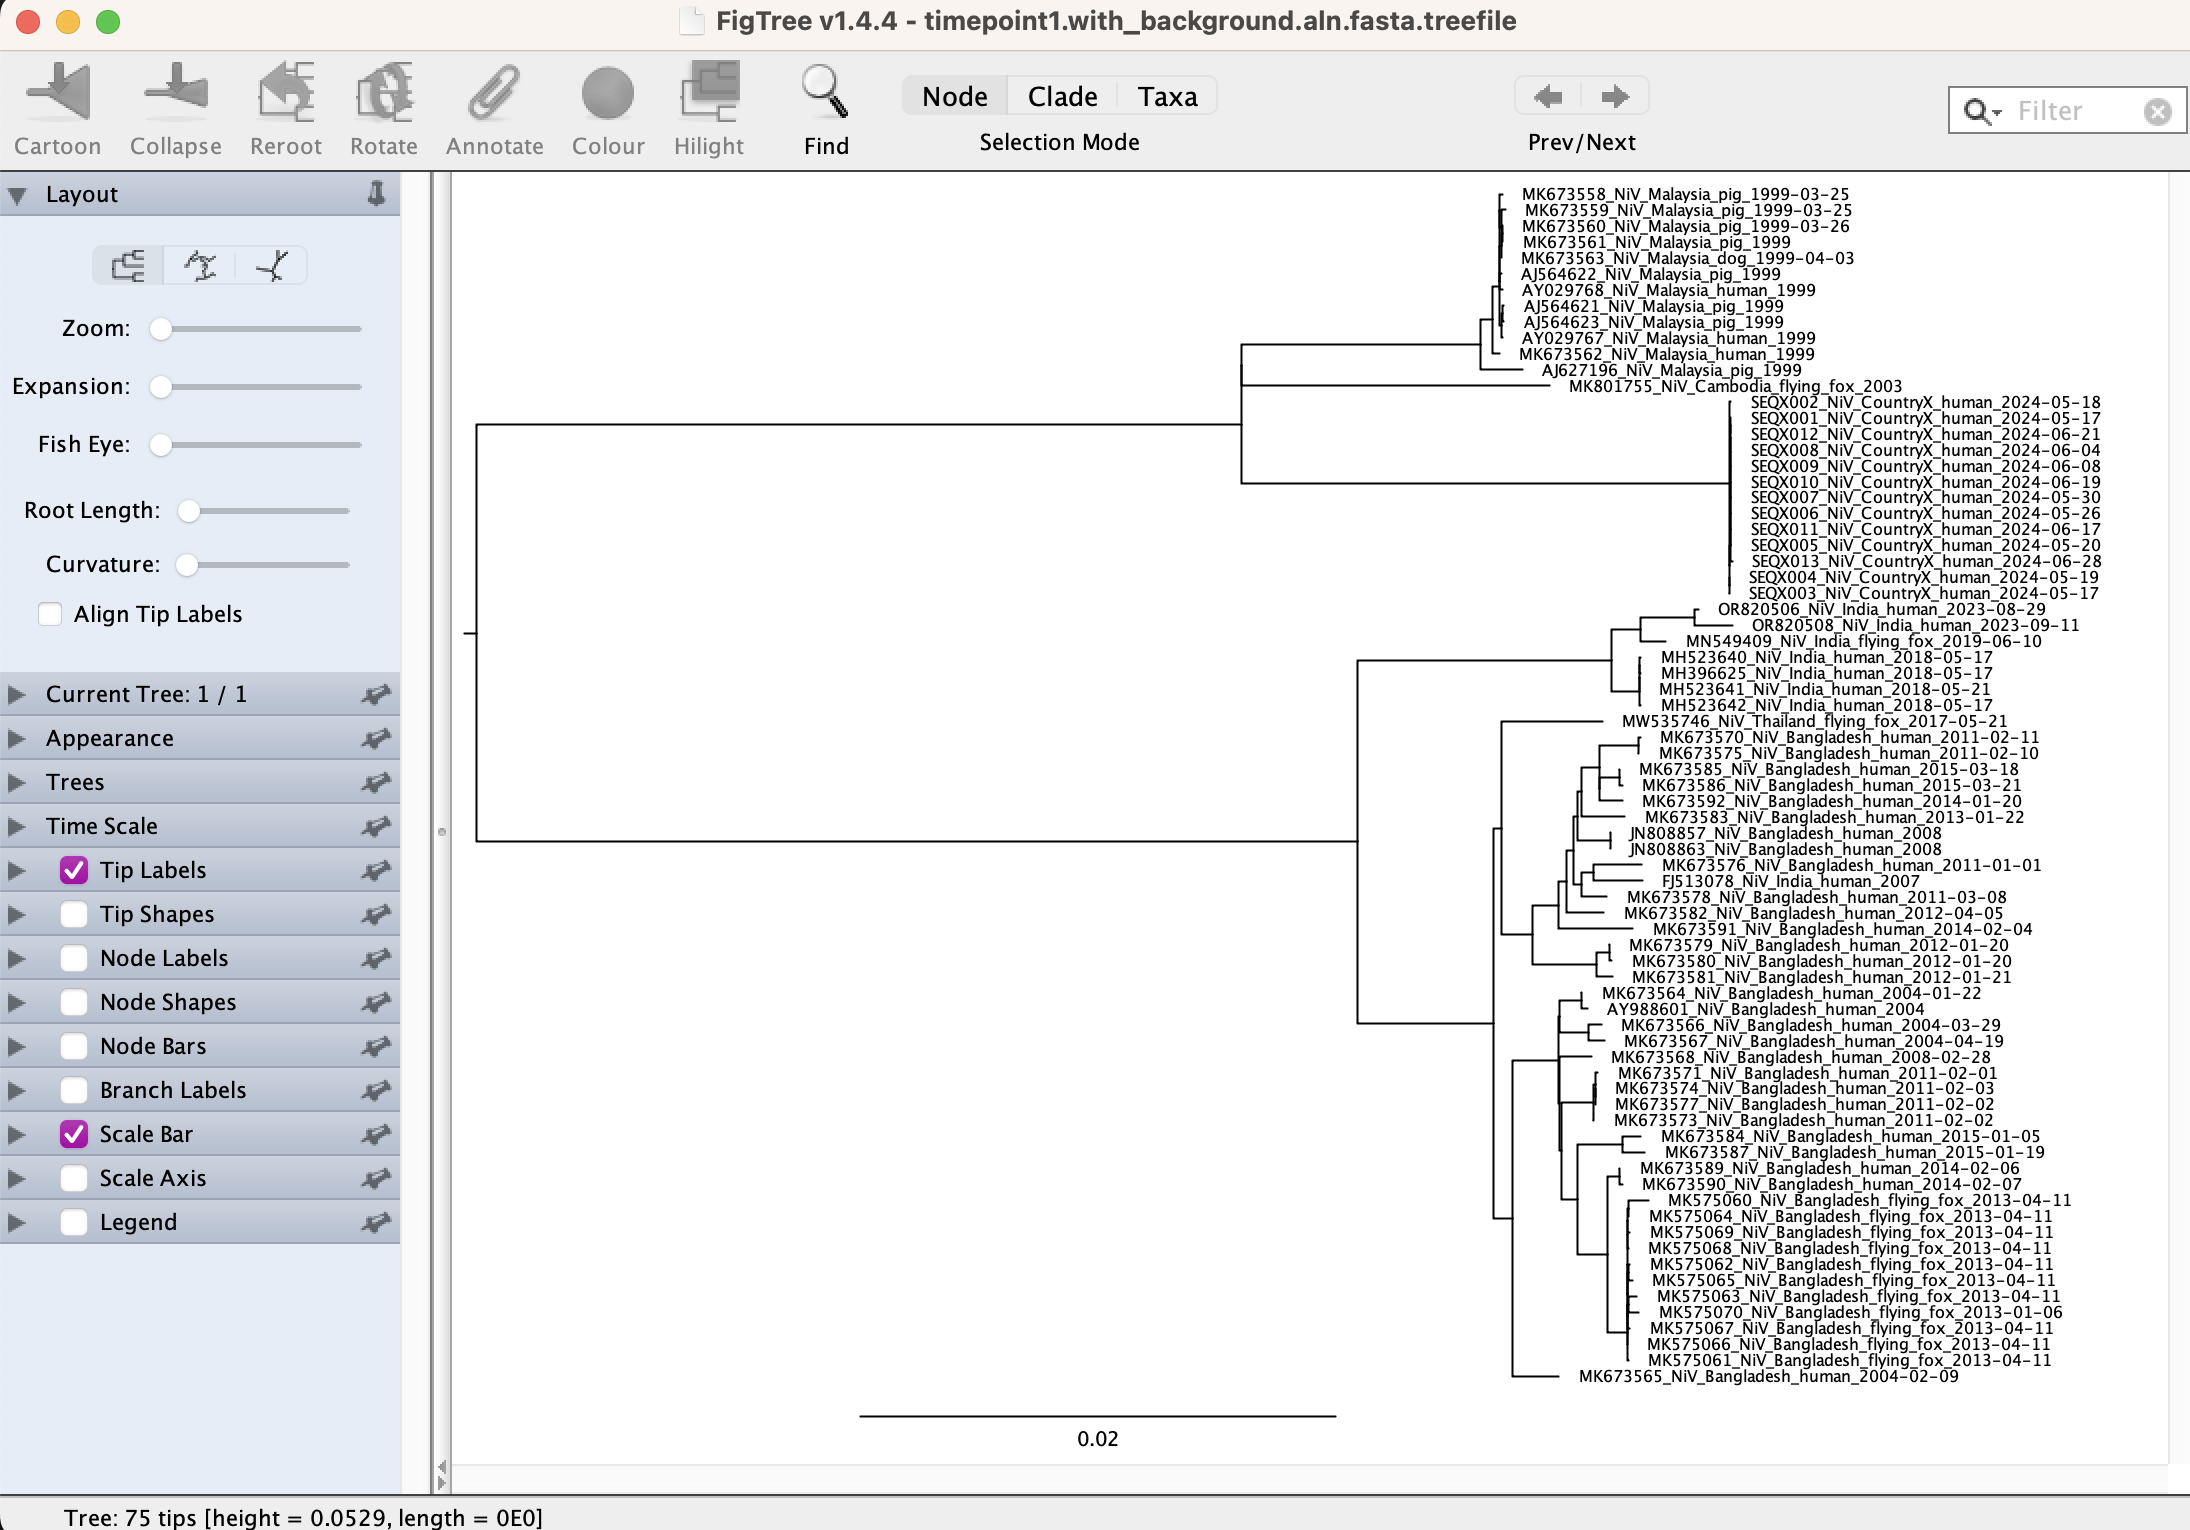 FigTree v1.4.4 - timepoint1.with_background.aln.fasta.treefile
Cartoon
Collapse
Reroot
Rotate
Annotate
Colour
Hilight
Find
Node
Clade
Taxa
Selection Mode
Prev/Next
Filter
Layout
Zoom:
Expansion:
Fish Eye:
Root Length:
Curvature:
Align Tip Labels
Current Tree: 1 / 1
Appearance
Trees
Time Scale
Tip Labels
Tip Shapes
Node Labels
Node Shapes
Node Bars
Branch Labels
Scale Bar
Scale Axis
Legend
MK673558_NiV_Malaysia_pig_1999-03-25
MK673559_NiV_Malaysia_pig_1999-03-25
MK673560_NiV_Malaysia_pig_1999-03-26
MK673561_NiV_Malaysia_pig_1999
MK673563_NiV_Malaysia_dog_1999-04-03
AJ564622_NiV_Malaysia_pig_1999
AY029768_NiV_Malaysia_human_1999
AJ564621_NiV_Malaysia_pig_1999
AJ564623_NiV_Malaysia_pig_1999
AY029767_NiV_Malaysia_human_1999
MK673562_NiV_Malaysia_human_1999
AJ627196_NiV_Malaysia_pig_1999
MK801755_NiV_Cambodia_flying_fox_2003
SEQX002_NiV_CountryX_human_2024-05-18
SEQX001_NiV_CountryX_human_2024-05-17
SEQX012_NiV_CountryX_human_2024-06-21
SEQX008_NiV_CountryX_human_2024-06-04
SEQX009_NiV_CountryX_human_2024-06-08
SEQX010_NiV_CountryX_human_2024-06-19
SEQX007_NiV_CountryX_human_2024-05-30
SEQX006_NiV_CountryX_human_2024-05-26
SEQX011_NiV_CountryX_human_2024-06-17
SEQX005_NiV_CountryX_human_2024-05-20
SEQX013_NiV_CountryX_human_2024-06-28
SEQX004_NiV_CountryX_human_2024-05-19
SEQX003_NiV_CountryX_human_2024-05-17
OR820506_NiV_India_human_2023-08-29
OR820508_NiV_India_human_2023-09-11
MN549409_NiV_India_flying_fox_2019-06-10
MH523640_NiV_India_human_2018-05-17
MH396625_NiV_India_human_2018-05-17
MH523641_NiV_India_human_2018-05-21
MH523642_NiV_India_human_2018-05-17
MW535746_NiV_Thailand_flying_fox_2017-05-21
MK673570_NiV_Bangladesh_human_2011-02-11
MK673575_NiV_Bangladesh_human_2011-02-10
MK673585_NiV_Bangladesh_human_2015-03-18
MK673586_NiV_Bangladesh_human_2015-03-21
MK673592_NiV_Bangladesh_human_2014-01-20
MK673583_NiV_Bangladesh_human_2013-01-22
JN808857_NiV_Bangladesh_human_2008
JN808863_NiV_Bangladesh_human_2008
MK673576_NiV_Bangladesh_human_2011-01-01
FJ513078_NiV_India_human_2007
MK673578_NiV_Bangladesh_human_2011-03-08
MK673582_NiV_Bangladesh_human_2012-04-05
MK673591_NiV_Bangladesh_human_2014-02-04
MK673579_NiV_Bangladesh_human_2012-01-20
MK673580_NiV_Bangladesh_human_2012-01-20
MK673581_NiV_Bangladesh_human_2012-01-21
MK673564_NiV_Bangladesh_human_2004-01-22
AY988601_NiV_Bangladesh_human_2004
MK673566_NiV_Bangladesh_human_2004-03-29
MK673567_NiV_Bangladesh_human_2004-04-19
MK673568_NiV_Bangladesh_human_2008-02-28
MK673571_NiV_Bangladesh_human_2011-02-01
MK673574_NiV_Bangladesh_human_2011-02-03
MK673577_NiV_Bangladesh_human_2011-02-02
MK673573_NiV_Bangladesh_human_2011-02-02
MK673584_NiV_Bangladesh_human_2015-01-05
MK673587_NiV_Bangladesh_human_2015-01-19
MK673589_NiV_Bangladesh_human_2014-02-06
MK673590_NiV_Bangladesh_human_2014-02-07
MK575060_NiV_Bangladesh_flying_fox_2013-04-11
MK575064_NiV_Bangladesh_flying_fox_2013-04-11
MK575069_NiV_Bangladesh_flying_fox_2013-04-11
MK575068_NiV_Bangladesh_flying_fox_2013-04-11
MK575062_NiV_Bangladesh_flying_fox_2013-04-11
MK575065_NiV_Bangladesh_flying_fox_2013-04-11
MK575063_NiV_Bangladesh_flying_fox_2013-04-11
MK575070_NiV_Bangladesh_flying_fox_2013-01-06
MK575067_NiV_Bangladesh_flying_fox_2013-04-11
MK575066_NiV_Bangladesh_flying_fox_2013-04-11
MK575061_NiV_Bangladesh_flying_fox_2013-04-11
MK673565_NiV_Bangladesh_human_2004-02-09
0.02
Tree: 75 tips [height = 0.0529, length = 0E0]